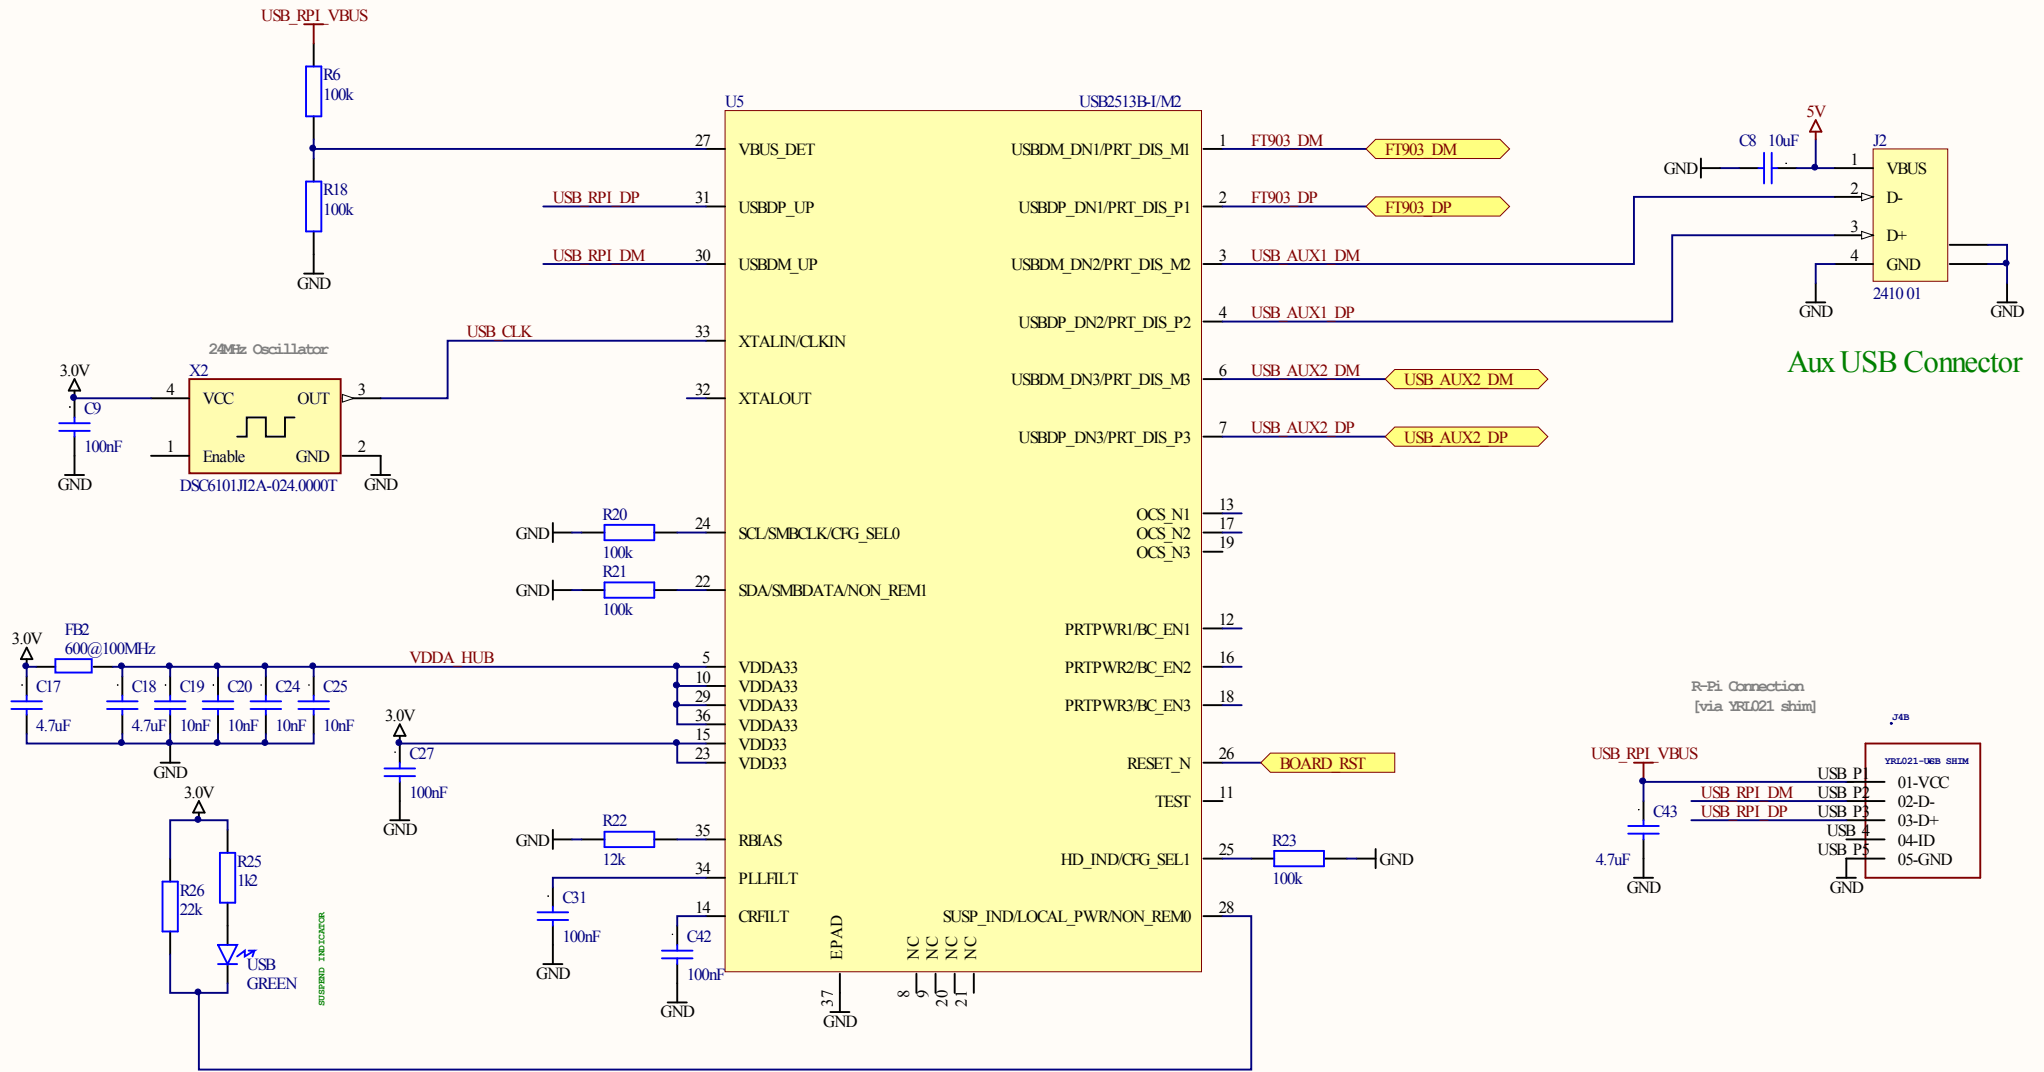 USB_RPI_VBUS
R6
100k
R18
100k
GND
USB_RPI_DP
USB_RPI_DM
USB_CLK
24MHz Oscillator
X2
3.0V
C9
100nF
GND
4
VCC
OUT
3
1
Enable
GND
2
GND
DSC6101JI2A-024.0000T
GND
R20
100k
GND
R21
100k
3.0V
FB2
600@100MHz
VDDA_HUB
C17
4.7uF
C18
4.7uF
C19
10nF
C20
10nF
C24
10nF
C25
10nF
GND
3.0V
C27
100nF
GND
3.0V
R25
1k2
R26
22k
USB
GREEN
SUSPEND INDICATOR
GND
R22
12k
C31
100nF
GND
C42
100nF
GND
U5
USB2513B-I/M2
27
VBUS_DET
31
USBDP_UP
30
USBDM_UP
33
XTALIN/CLKIN
32
XTALOUT
24
SCL/SMBCLK/CFG_SEL0
22
SDA/SMBDATA/NON_REM1
5
VDDA33
10
VDDA33
29
VDDA33
36
VDDA33
15
VDD33
23
VDD33
35
RBIAS
34
PLLFILT
14
CRFILT
EPAD
37
GND
NC
NC
NC
NC
8
9
20
21
USBDM_DN1/PRT_DIS_M1
1
FT903_DM
FT903_DM
USBDP_DN1/PRT_DIS_P1
2
FT903_DP
FT903_DP
USBDM_DN2/PRT_DIS_M2
3
USB_AUX1_DM
USBDP_DN2/PRT_DIS_P2
4
USB_AUX1_DP
USBDM_DN3/PRT_DIS_M3
6
USB_AUX2_DM
USB_AUX2_DM
USBDP_DN3/PRT_DIS_P3
7
USB_AUX2_DP
USB_AUX2_DP
OCS_N1
13
OCS_N2
17
OCS_N3
19
PRTPWR1/BC_EN1
12
PRTPWR2/BC_EN2
16
PRTPWR3/BC_EN3
18
RESET_N
26
BOARD_RST
TEST
11
HD_IND/CFG_SEL1
25
R23
100k
GND
SUSP_IND/LOCAL_PWR/NON_REM0
28
5V
C8
10uF
GND
J2
1
VBUS
2
D-
3
D+
4
GND
2410 01
GND
GND
Aux USB Connector
R-Pi Connection
[via YRL021 shim]
J4B
USB_RPI_VBUS
YRL021-USB SHIM
USB_P1
01-VCC
USB_RPI_DM
USB_P2
02-D-
USB_RPI_DP
USB_P3
03-D+
USB_4
04-ID
USB_P5
05-GND
C43
4.7uF
GND
GND